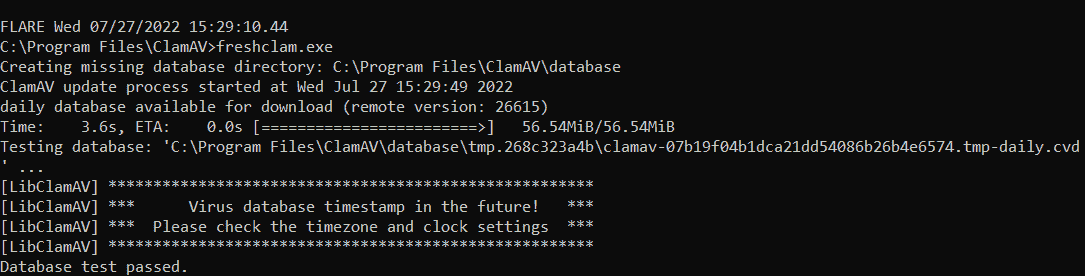 FLARE Wed 07/27/2022 15:29:10.44
C:\Program Files\ClamAV>freshclam.exe
Creating missing database directory: C:\Program Files\ClamAV\database
ClamAV update process started at Wed Jul 27 15:29:49 2022
daily database available for download (remote version: 26615)
Time:    3.6s, ETA:    0.0s [========================>]   56.54MiB/56.54MiB
Testing database: 'C:\Program Files\ClamAV\database\tmp.268c323a4b\clamav-07b19f04b1dca21dd54086b26b4e6574.tmp-daily.cvd
' ...
[LibClamAV] ******************************************************
[LibClamAV] ***      Virus database timestamp in the future!   ***
[LibClamAV] ***  Please check the timezone and clock settings  ***
[LibClamAV] ******************************************************
Database test passed.